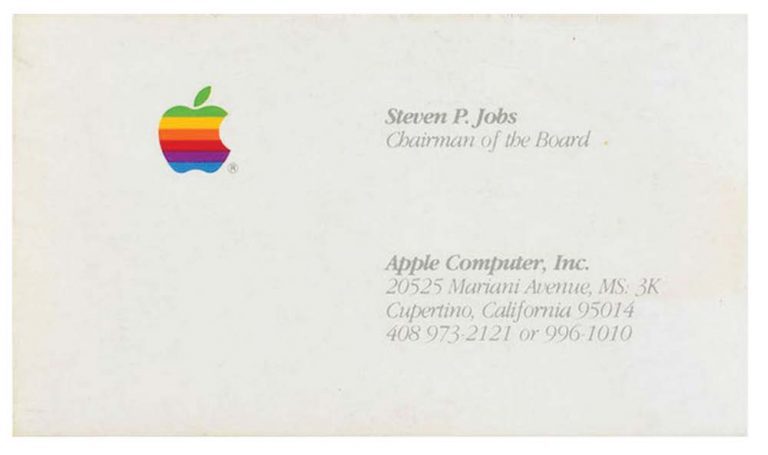 ®
Steven P. Jobs
Chairman of the Board
Apple Computer, Inc.
20525 Mariani Avenue, MS: 3K
Cupertino, California 95014
408 973-2121 or 996-1010